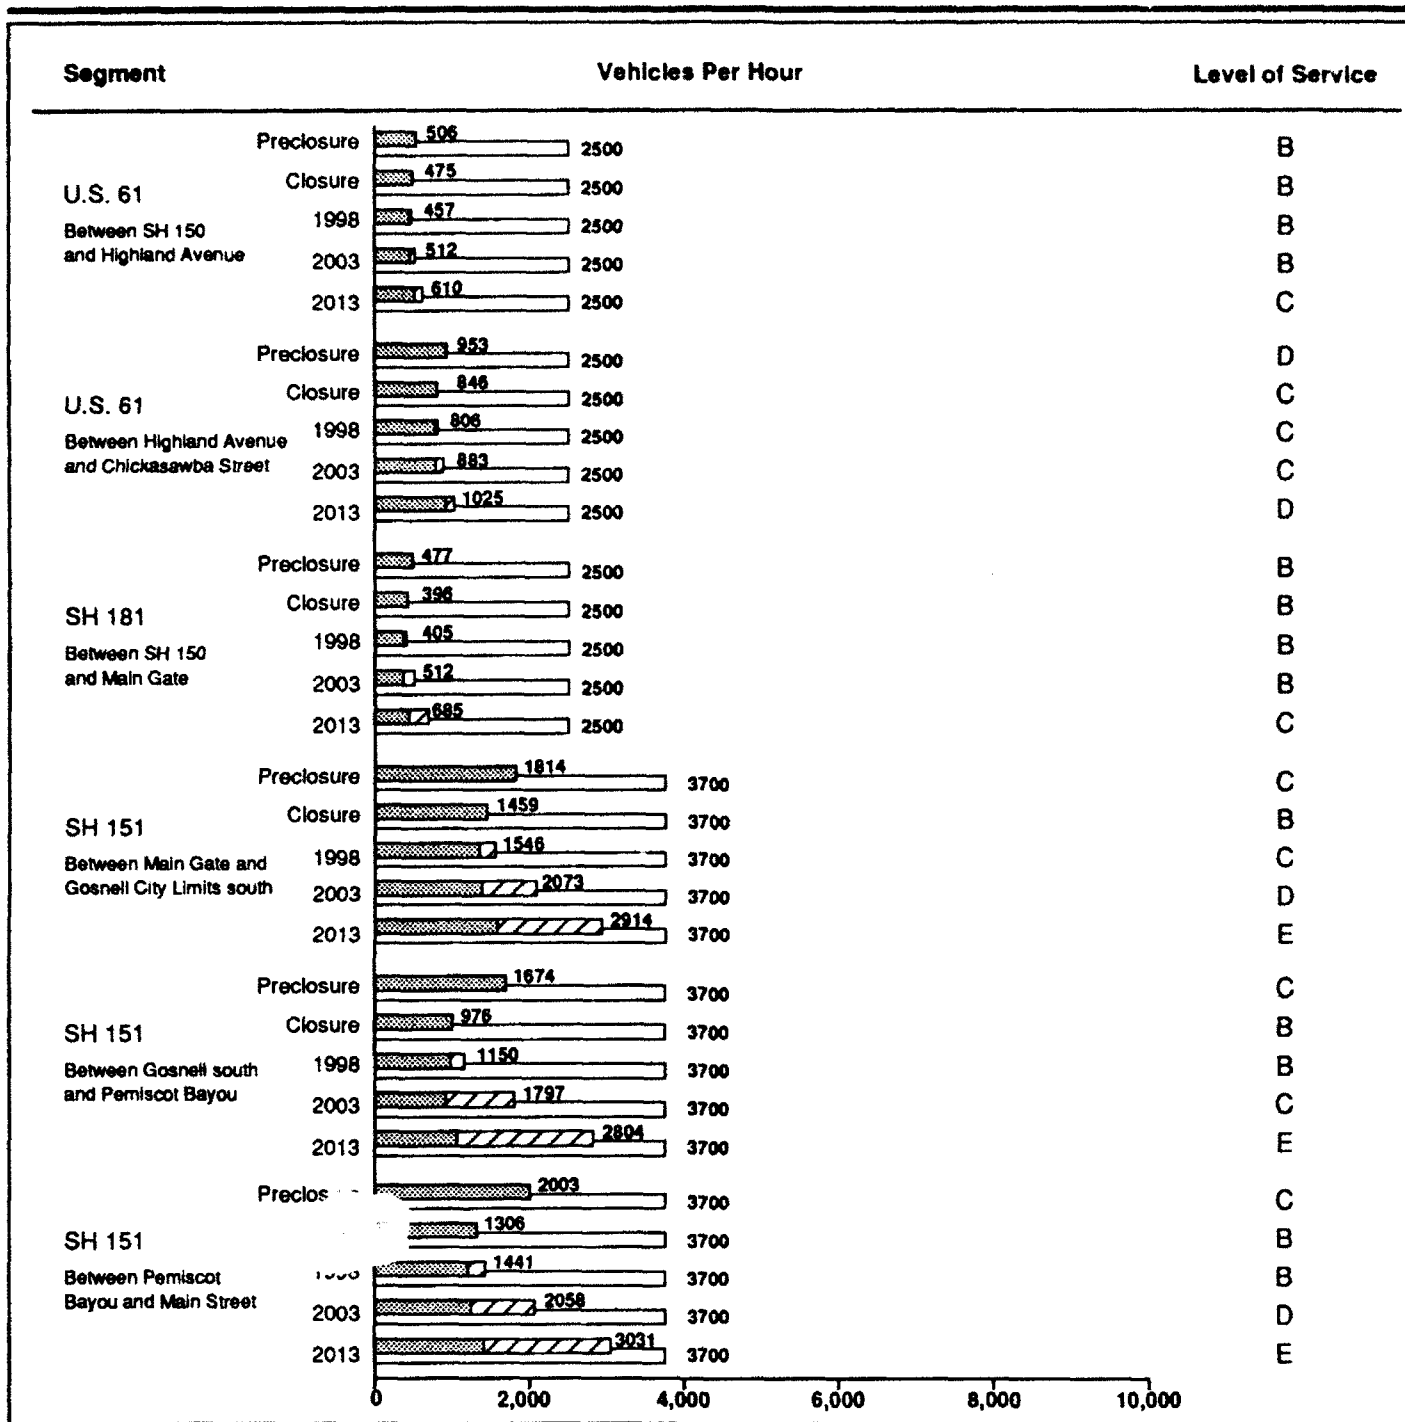 Segment Vehicles Per Hour Level of Service
Preclosure 506 2500 B
Closure 475 2500 B
U.S. 61
1998 457 2500 B
Between SH 150
and Highland Avenue
2003 512 2500 B
2013 610 2500 C
Preclosure 953 2500 D
Closure 846 2500 C
U.S. 61
1998 806 2500 C
Between Highland Avenue
and Chickasawba Street
2003 883 2500 C
2013 1025 2500 D
Preclosure 477 2500 B
Closure 396 2500 B
SH 181
1998 405 2500 B
Between SH 150
and Main Gate
2003 512 2500 B
2013 685 2500 C
Preclosure 1814 3700 C
Closure 1459 3700 B
SH 151
1998 1546 3700 C
Between Main Gate and
Gosnell City Limits south
2003 2073 3700 D
2013 2914 3700 E
Preclosure 1674 3700 C
Closure 976 3700 B
SH 151
1998 1150 3700 B
Between Gosnell south
and Pemiscot Bayou
2003 1797 3700 C
2013 2804 3700 E
Preclos 2003 3700 C
1306 3700 B
SH 151
1441 3700 B
Between Pemiscot
Bayou and Main Street
2003 2058 3700 D
2013 3031 3700 E
0 2,000 4,000 6,000 8,000 10,000